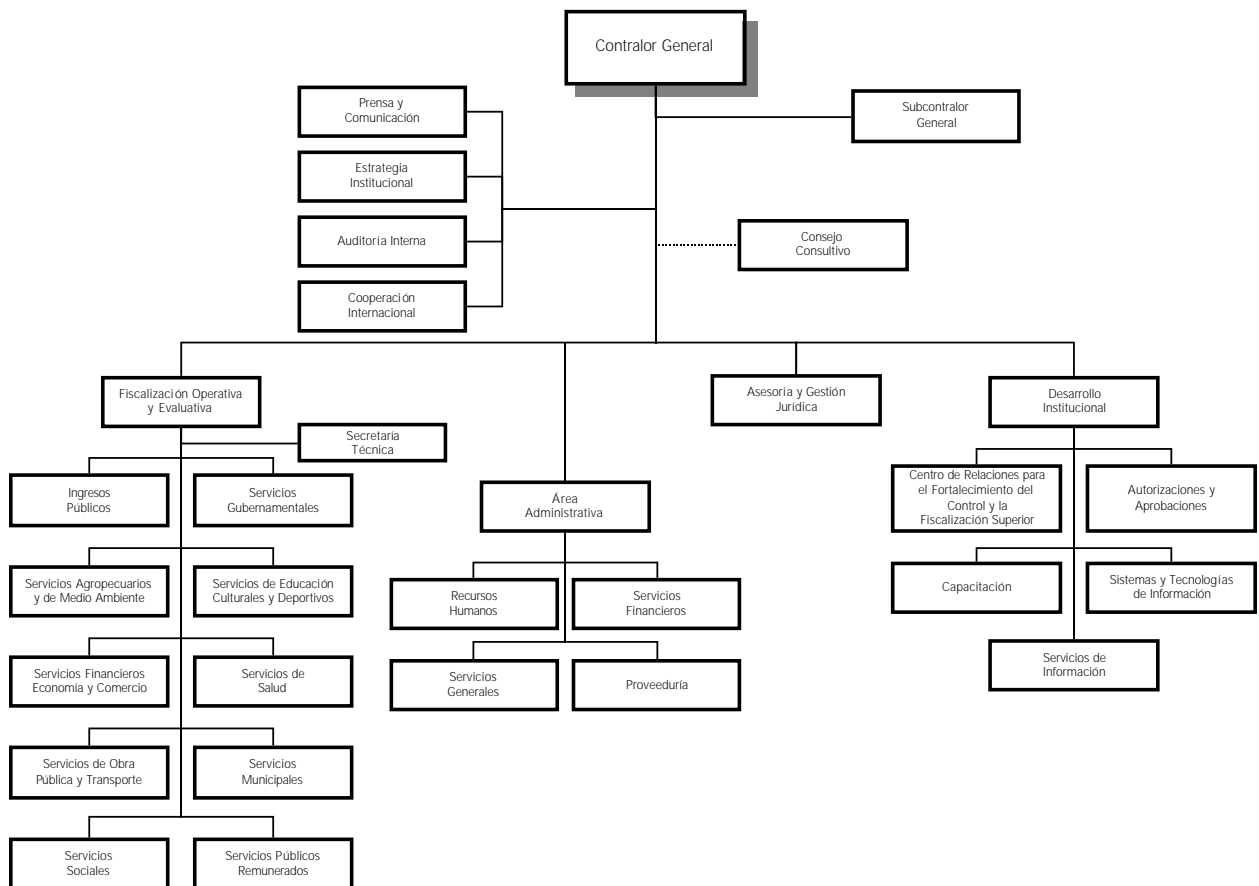 Contralor General
Prensa y
Comunicación
Subcontralor
General
Estrategia
Institucional
Auditoría Interna
Consejo
Consultivo
Cooperación
Internacional
Fiscalización Operativa
y Evaluativa
Asesoría y Gestión
Jurídica
Desarrollo
Institucional
Secretaría
Técnica
Ingresos
Públicos
Servicios
Gubernamentales
Área
Administrativa
Centro de Relaciones para
el Fortalecimiento del
Control y la
Fiscalización Superior
Autorizaciones y
Aprobaciones
Servicios Agropecuarios
y de Medio Ambiente
Servicios de Educación
Culturales y Deportivos
Recursos
Humanos
Servicios
Financieros
Capacitación
Sistemas y Tecnologías
de Información
Servicios Financieros
Economía y Comercio
Servicios de
Salud
Servicios
Generales
Proveeduría
Servicios de
Información
Servicios de Obra
Pública y Transporte
Servicios
Municipales
Servicios
Sociales
Servicios Públicos
Remunerados